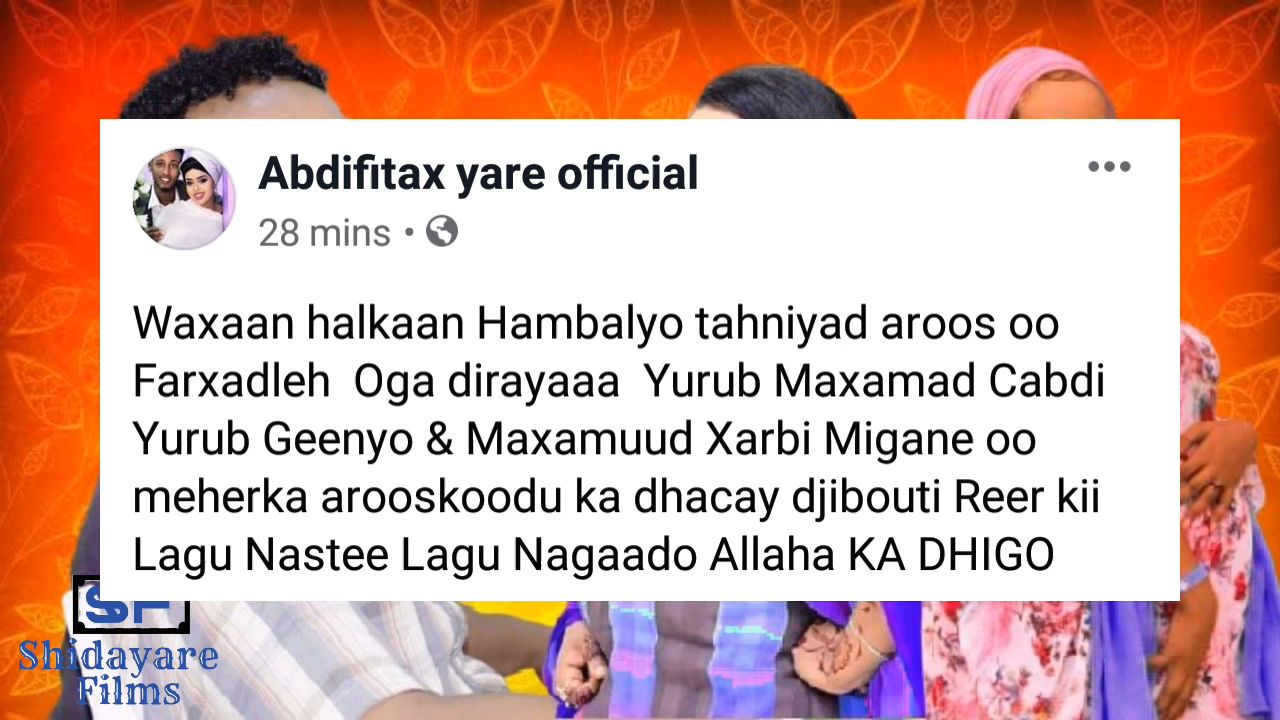 Abdifitax yare official
28 mins •
Waxaan halkaan Hambalyo tahniyad aroos oo
Farxadleh Oga dirayaaa Yurub Maxamad Cabdi
Yurub Geenyo & Maxamuud Xarbi Migane oo
meherka arooskoodu ka dhacay djibouti Reer kii
Lagu Nastee Lagu Nagaado Allaha KA DHIGO
SF
Shidayare
Films